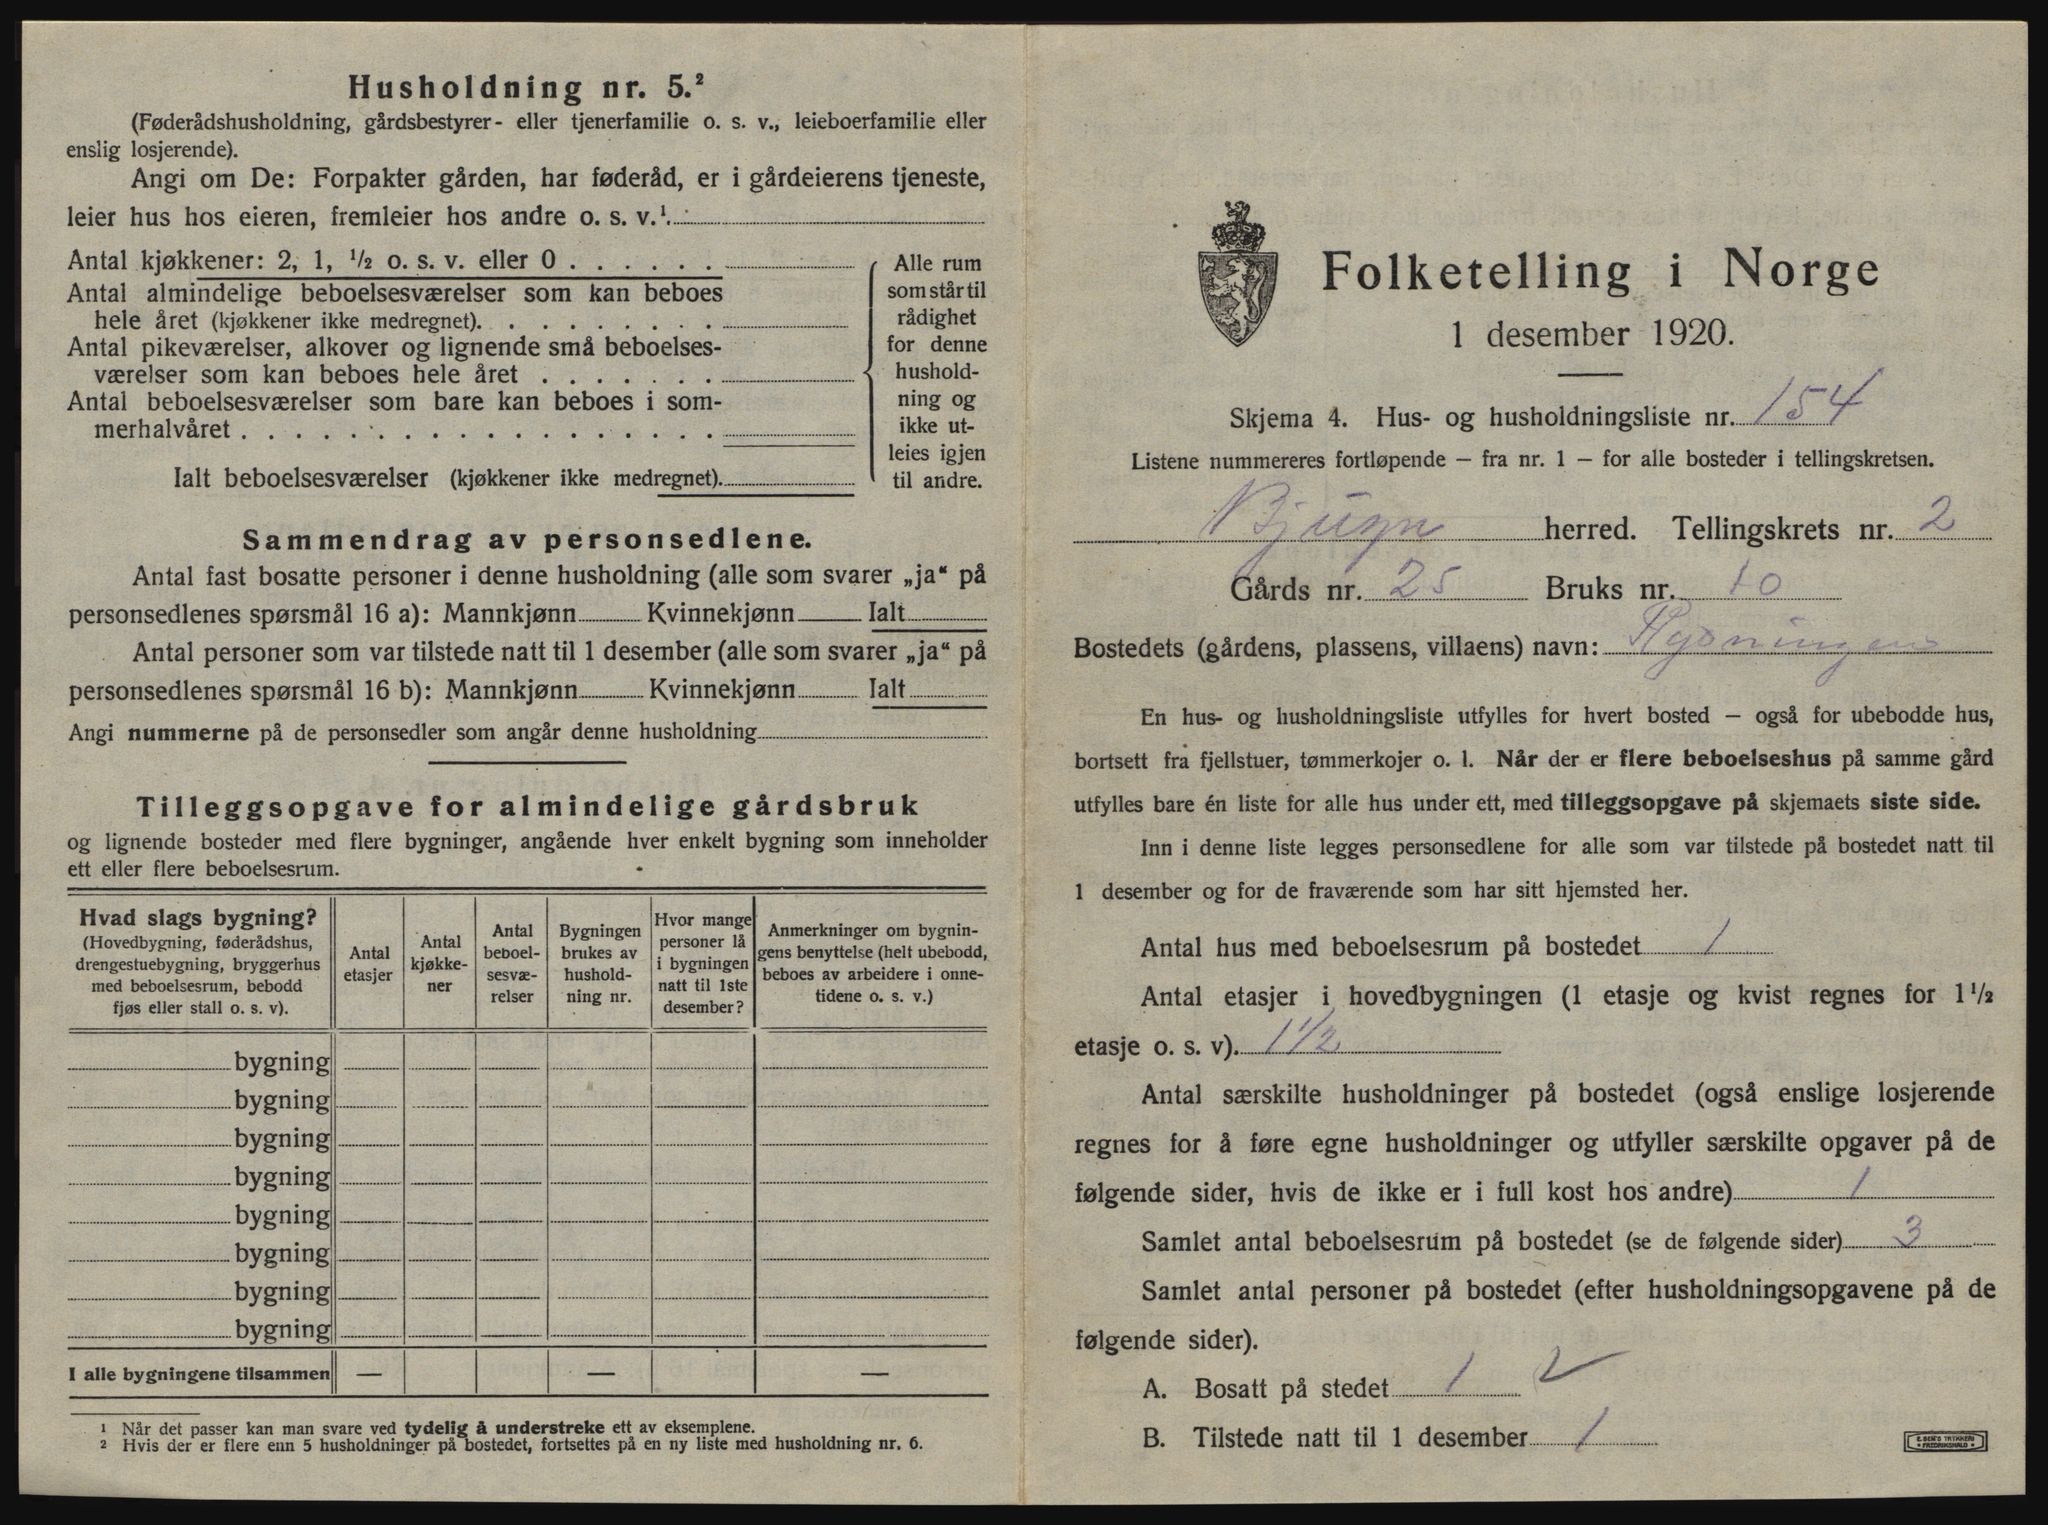 Husholdning nr. 5.²
(Føderådshusholdning, gårdsbestyrer- eller tjenerfamilie o. s. v., leieboerfamilie eller
enslig losjerende).
Angi om De: Forpakter gården, har føderåd, er i gårdeierens tjeneste,
leier hus hos eieren, fremleier hos andre o. s. v.¹.
Antal kjøkkener: 2, 1, ½ o. s. v. eller 0 . . . . . .
Antal almindelige beboelsesværelser som kan beboes
hele året (kjøkkener ikke medregnet). . . . . . . . .
Antal pikeværelser, alkover og lignende små beboelses-
værelser som kan beboes hele året . . . . . . .
Antal beboelsesværelser som bare kan beboes i som-
merhalvåret . . . . . . . . . . . . . . . . . .
Ialt beboelsesværelser (kjøkkener ikke medregnet).
Alle rum
som står til
rådighet
for denne
hushold-
ning og
ikke ut-
leies igjen
til andre.
Sammendrag av personsedlene.
Antal fast bosatte personer i denne husholdning (alle som svarer „ja“ på
personsedlenes spørsmål 16 a): Mannkjønn Kvinnekjønn Ialt
Antal personer som var tilstede natt til 1 desember (alle som svarer „ja“ på
personsedlenes spørsmål 16 b): Mannkjønn Kvinnekjønn Ialt
Angi nummerne på de personsedler som angår denne husholdning
Tilleggsopgave for almindelige gårdsbruk
og lignende bosteder med flere bygninger, angående hver enkelt bygning som inneholder
ett eller flere beboelsesrum.
Hvad slags bygning?
(Hovedbygning, føderådshus,
drengestuebygning, bryggerhus
med beboelsesrum, bebodd
fjøs eller stall o. s. v).
Antal
etasjer
Antal
kjøkke-
ner
Antal
beboel-
sesvæ-
relser
Bygningen
brukes av
hushold-
ning nr.
Hvor mange
personer lå
i bygningen
natt til 1ste
desember?
Anmerkninger om bygnin-
gens benyttelse (helt ubebodd,
beboes av arbeidere i onne-
tidene o. s. v.)
bygning
bygning
bygning
bygning
bygning
bygning
bygning
bygning
I alle bygningene tilsammen — — —
¹ Når det passer kan man svare ved tydelig å understreke ett av eksemplene.
² Hvis der er flere enn 5 husholdninger på bostedet, fortsettes på en ny liste med husholdning nr. 6.
Folketelling i Norge
1 desember 1920.
Skjema 4. Hus- og husholdningsliste nr. 154
Listene nummereres fortløpende — fra nr. 1 — for alle bosteder i tellingskretsen.
Bjugn herred. Tellingskrets nr. 2
Gårds nr. 25 Bruks nr. 10
Bostedets (gårdens, plassens, villaens) navn:
En hus- og husholdningsliste utfylles for hvert bosted — også for ubebodde hus,
bortsett fra fjellstuer, tømmerkojer o. l. Når der er flere beboelseshus på samme gård
utfylles bare én liste for alle hus under ett, med tilleggsopgave på skjemaets siste side.
Inn i denne liste legges personsedlene for alle som var tilstede på bostedet natt til
1 desember og for de fraværende som har sitt hjemsted her.
Antal hus med beboelsesrum på bostedet 1
Antal etasjer i hovedbygningen (1 etasje og kvist regnes for 1½
etasje o. s. v). 1½
Antal særskilte husholdninger på bostedet (også enslige losjerende
regnes for å føre egne husholdninger og utfyller særskilte opgaver på de
følgende sider, hvis de ikke er i full kost hos andre) 1
Samlet antal beboelsesrum på bostedet (se de følgende sider) 3
Samlet antal personer på bostedet (efter husholdningsopgavene på de
følgende sider).
A. Bosatt på stedet 1
B. Tilstede natt til 1 desember 1